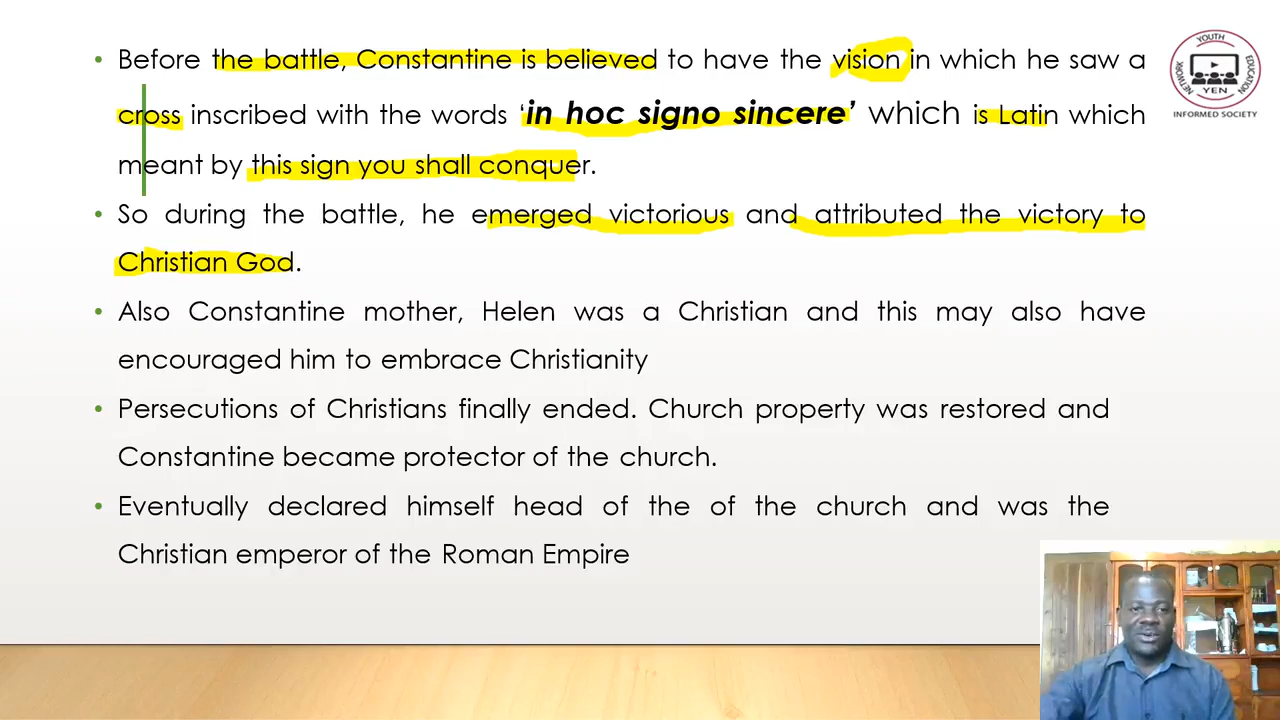 • Before the battle, Constantine is believed to have the vision in which he saw a
cross inscribed with the words ‘in hoc signo sincere’ which is Latin which
meant by this sign you shall conquer.
• So during the battle, he emerged victorious and attributed the victory to
Christian God.
• Also Constantine mother, Helen was a Christian and this may also have
encouraged him to embrace Christianity
• Persecutions of Christians finally ended. Church property was restored and
Constantine became protector of the church.
• Eventually declared himself head of the of the church and was the
Christian emperor of the Roman Empire
YOUTH
EDUCATION
NETWORK
YEN
INFORMED SOCIETY